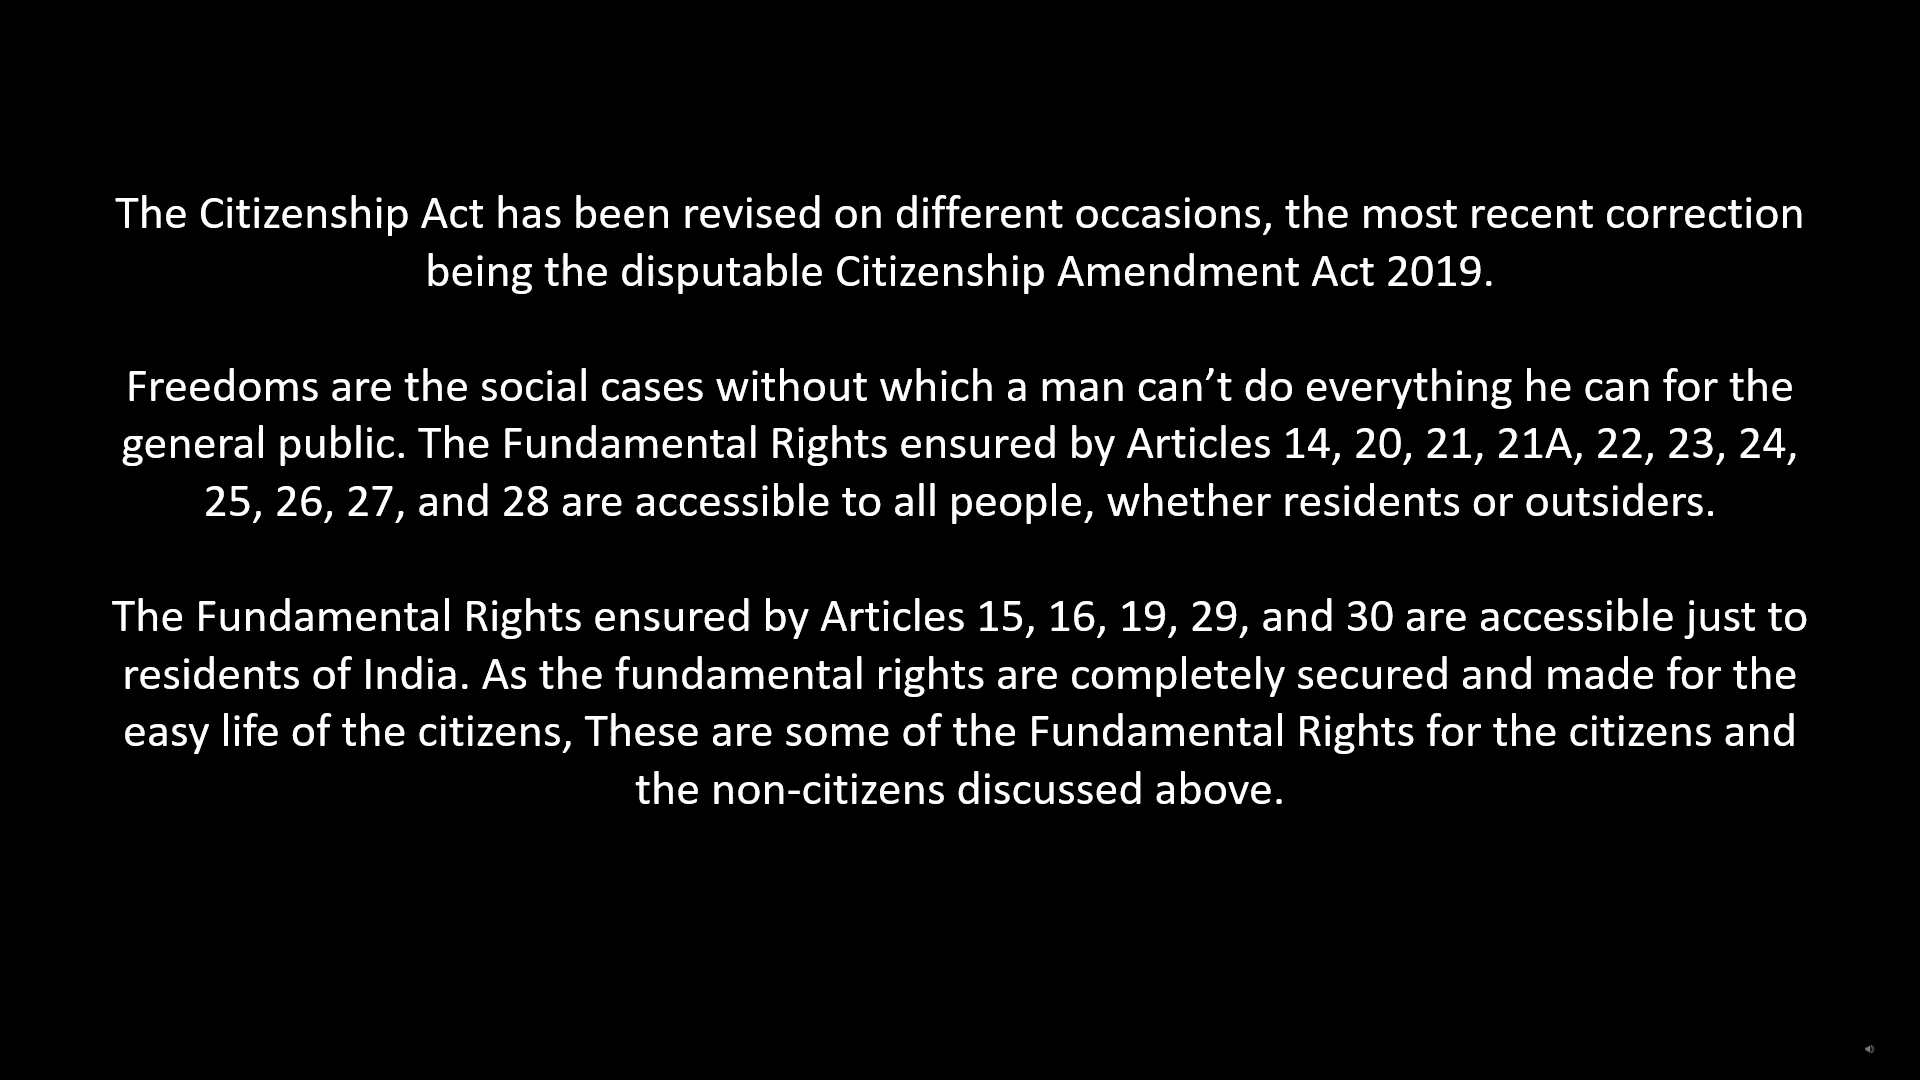 The Citizenship Act has been revised on different occasions, the most recent correction
being the disputable Citizenship Amendment Act 2019.
Freedoms are the social cases without which a man can’t do everything he can for the
general public. The Fundamental Rights ensured by Articles 14, 20, 21, 21A, 22, 23, 24,
25, 26, 27, and 28 are accessible to all people, whether residents or outsiders.
The Fundamental Rights ensured by Articles 15, 16, 19, 29, and 30 are accessible just to
residents of India. As the fundamental rights are completely secured and made for the
easy life of the citizens, These are some of the Fundamental Rights for the citizens and
the non-citizens discussed above.